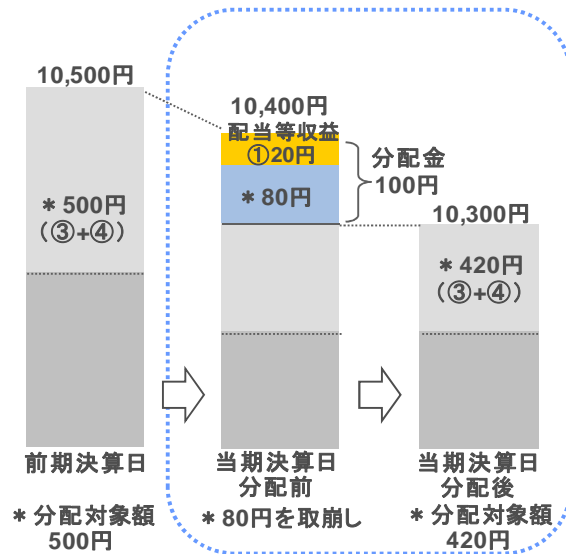 10,500円
＊500円
（③+④）
前期決算日
＊分配対象額
500円
10,400円
配当等収益
①20円
＊80円
分配金
100円
当期決算日
分配前
＊80円を取崩し
10,300円
＊420円
（③+④）
当期決算日
分配後
＊分配対象額
420円